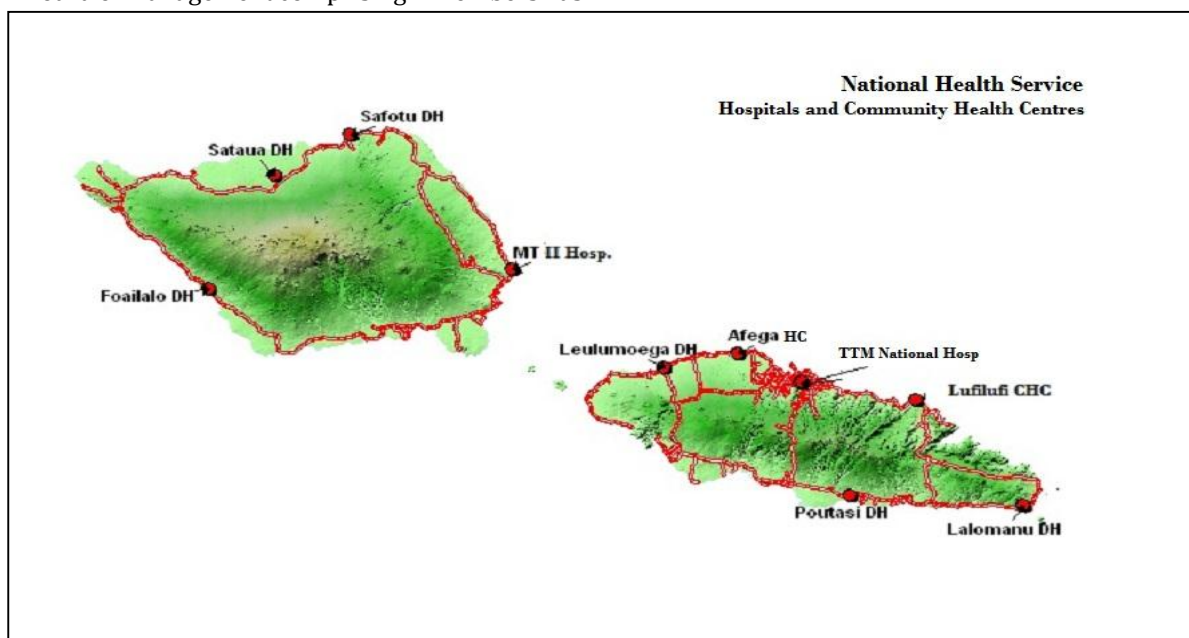 National Health Service
Hospitals and Community Health Centres
Safotu DH
Sataua DH
MT II Hosp.
Foailalo DH
Afega HC
Leulumoega DH
TTM National Hosp
Lufilufi CHC
Poutasi DH
Lalomanu DH